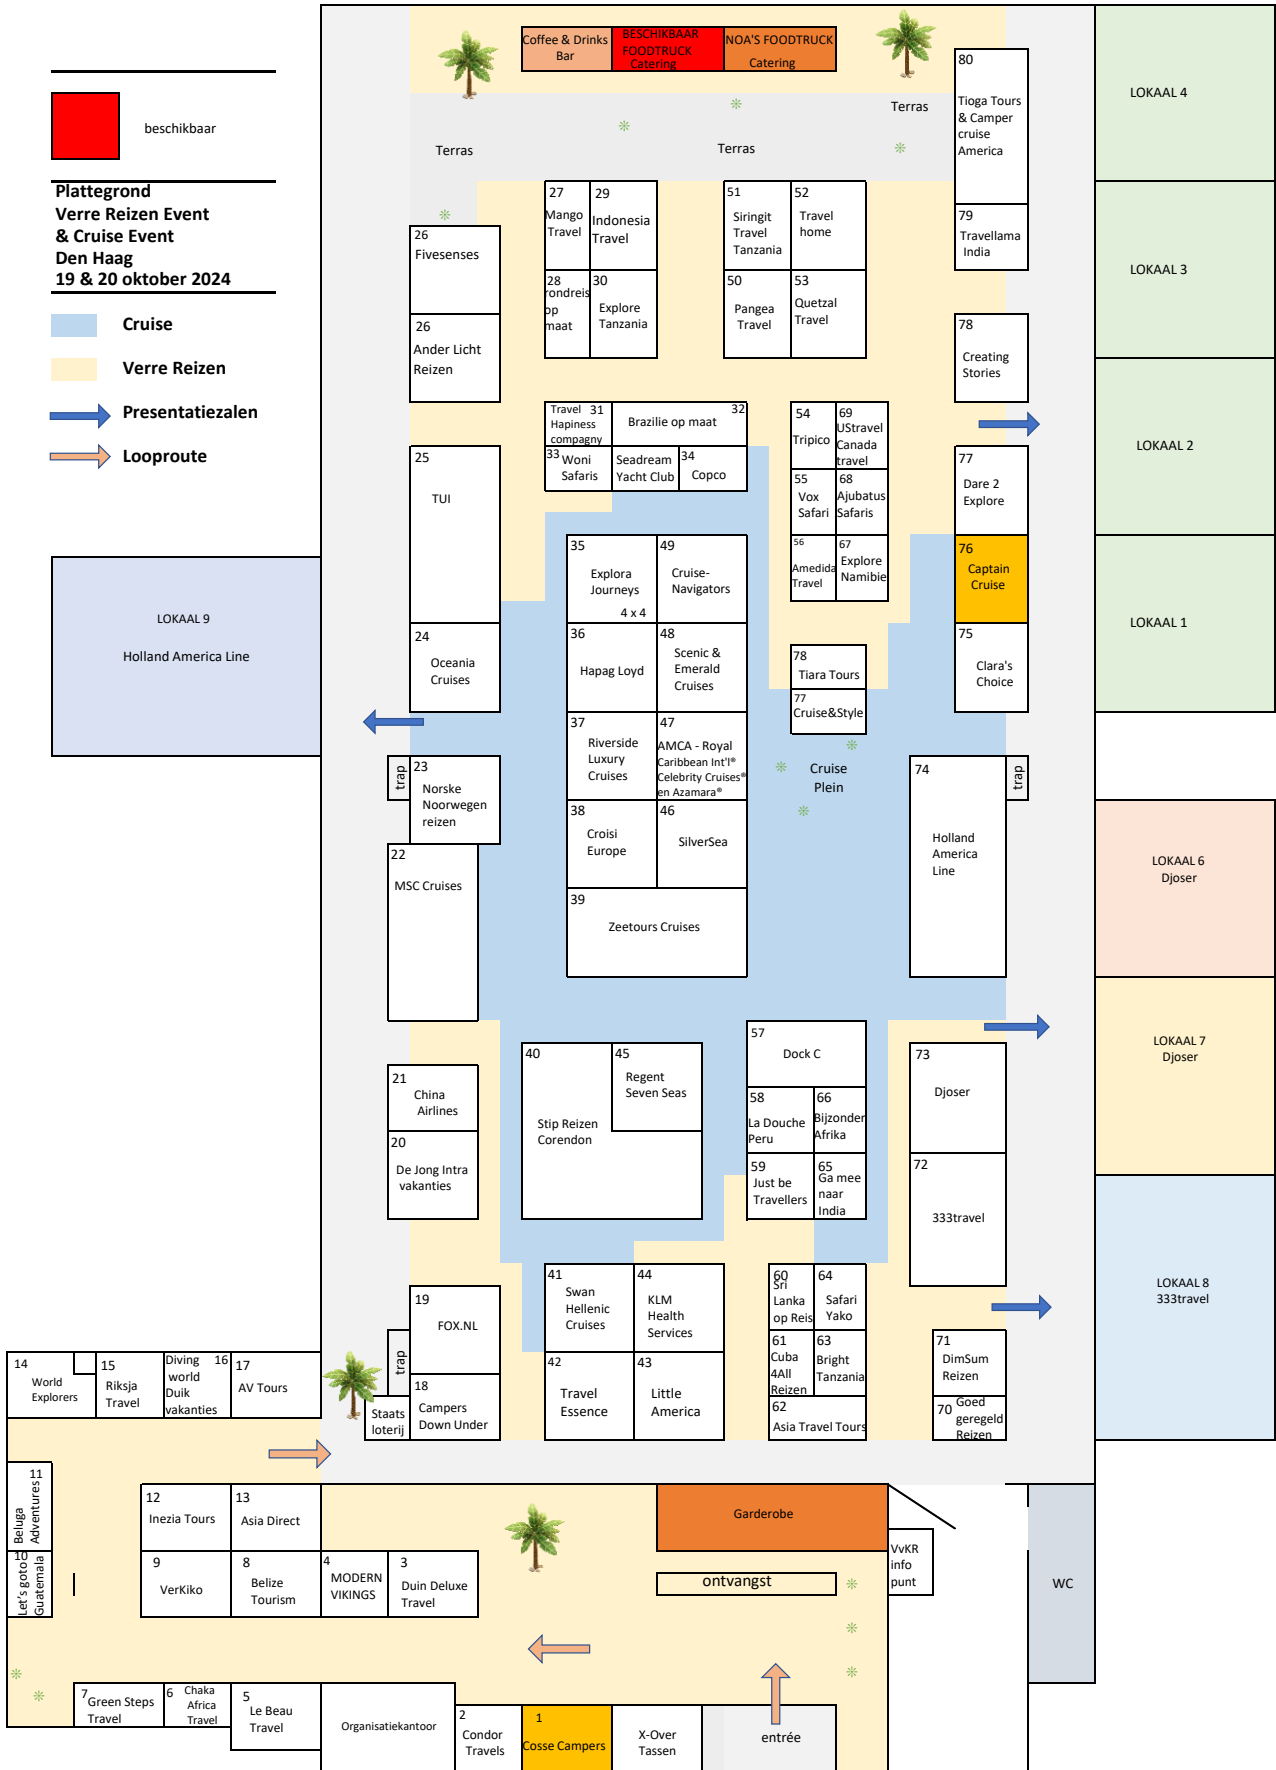 Coffee & Drinks
Bar
BESCHIKBAAR
FOODTRUCK
Catering
NOA'S FOODTRUCK
Catering
Terras
Terras
Terras
80
Tioga Tours
& Camper
cruise
America
LOKAAL 4
beschikbaar
Plattegrond
Verre Reizen Event
& Cruise Event
Den Haag
19 & 20 oktober 2024
Cruise
Verre Reizen
Presentatiezalen
Looproute
27
Mango
Travel
29
Indonesia
Travel
51
Siringit
Travel
Tanzania
52
Travel
home
79
Travellama
India
LOKAAL 3
26
Fivesenses
28
rondreis
op
maat
30
Explore
Tanzania
50
Pangea
Travel
53
Quetzal
Travel
26
Ander Licht
Reizen
78
Creating
Stories
Travel 31
Hapiness
compagny
32
Brazilie op maat
54
Tripico
69
UStravel
Canada
travel
LOKAAL 2
33
Woni
Safaris
Seadream
Yacht Club
34
Copco
25
TUI
55
Vox
Safari
68
Ajubatus
Safaris
77
Dare 2
Explore
35
Explora
Journeys
4 x 4
49
Cruise-
Navigators
56
Amedida
Travel
67
Explore
Namibie
76
Captain
Cruise
LOKAAL 9
Holland America Line
LOKAAL 1
24
Oceania
Cruises
36
Hapag Loyd
48
Scenic &
Emerald
Cruises
78
Tiara Tours
77
Cruise&Style
75
Clara's
Choice
37
Riverside
Luxury
Cruises
47
AMCA - Royal
Caribbean Int'l®
Celebrity Cruises®
en Azamara®
Cruise
Plein
trap
23
Norske
Noorwegen
reizen
74
Holland
America
Line
trap
38
Croisi
Europe
46
SilverSea
LOKAAL 6
Djoser
22
MSC Cruises
39
Zeetours Cruises
LOKAAL 7
Djoser
40
Stip Reizen
Corendon
45
Regent
Seven Seas
57
Dock C
73
Djoser
21
China
Airlines
58
La Douche
Peru
66
Bijzonder
Afrika
20
De Jong Intra
vakanties
59
Just be
Travellers
65
Ga mee
naar
India
72
333travel
41
Swan
Hellenic
Cruises
44
KLM
Health
Services
60
Sri
Lanka
op Reis
64
Safari
Yako
LOKAAL 8
333travel
19
FOX.NL
trap
61
Cuba
4All
Reizen
63
Bright
Tanzania
71
DimSum
Reizen
14
World
Explorers
15
Riksja
Travel
Diving 16
world
Duik
vakanties
17
AV Tours
Staats
loterij
18
Campers
Down Under
42
Travel
Essence
43
Little
America
62
Asia Travel Tours
70
Goed
geregeld
Reizen
11
Beluga
Adventures
12
Inezia Tours
13
Asia Direct
Garderobe
10
Let's goto
Guatemala
9
VerKiko
8
Belize
Tourism
4
MODERN
VIKINGS
3
Duin Deluxe
Travel
ontvangst
VvKR
info
punt
WC
7
Green Steps
Travel
6
Chaka
Africa
Travel
5
Le Beau
Travel
Organisatiekantoor
2
Condor
Travels
1
Cosse Campers
X-Over
Tassen
entrée